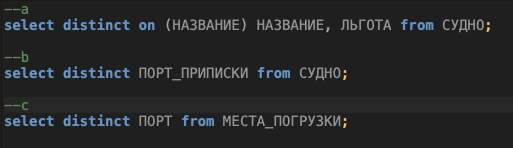 --a
select distinct on (НАЗВАНИЕ) НАЗВАНИЕ, ЛЬГОТА from СУДНО;
--b
select distinct ПОРТ_ПРИПИСКИ from СУДНО;
--c
select distinct ПОРТ from МЕСТА_ПОГРУЗКИ;